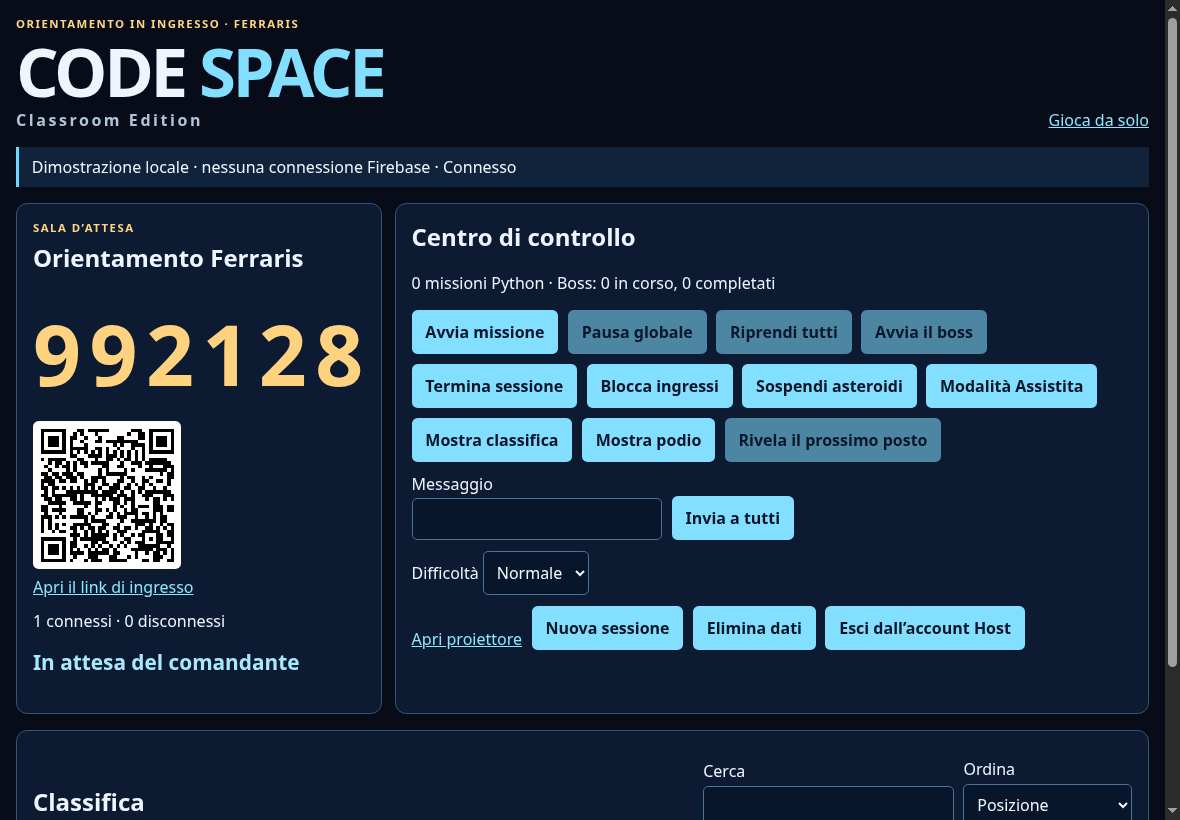 ORIENTAMENTO IN INGRESSO · FERRARIS
CODE SPACE
Classroom Edition
Gioca da solo
Dimostrazione locale · nessuna connessione Firebase · Connesso
SALA D’ATTESA
Orientamento Ferraris
992128
Apri il link di ingresso
1 connessi · 0 disconnessi
In attesa del comandante
Centro di controllo
0 missioni Python · Boss: 0 in corso, 0 completati
Avvia missione
Pausa globale
Riprendi tutti
Avvia il boss
Termina sessione
Blocca ingressi
Sospendi asteroidi
Modalità Assistita
Mostra classifica
Mostra podio
Rivela il prossimo posto
Messaggio
Invia a tutti
Difficoltà Normale
Apri proiettore
Nuova sessione
Elimina dati
Esci dall’account Host
Classifica
Cerca
Ordina
Posizione